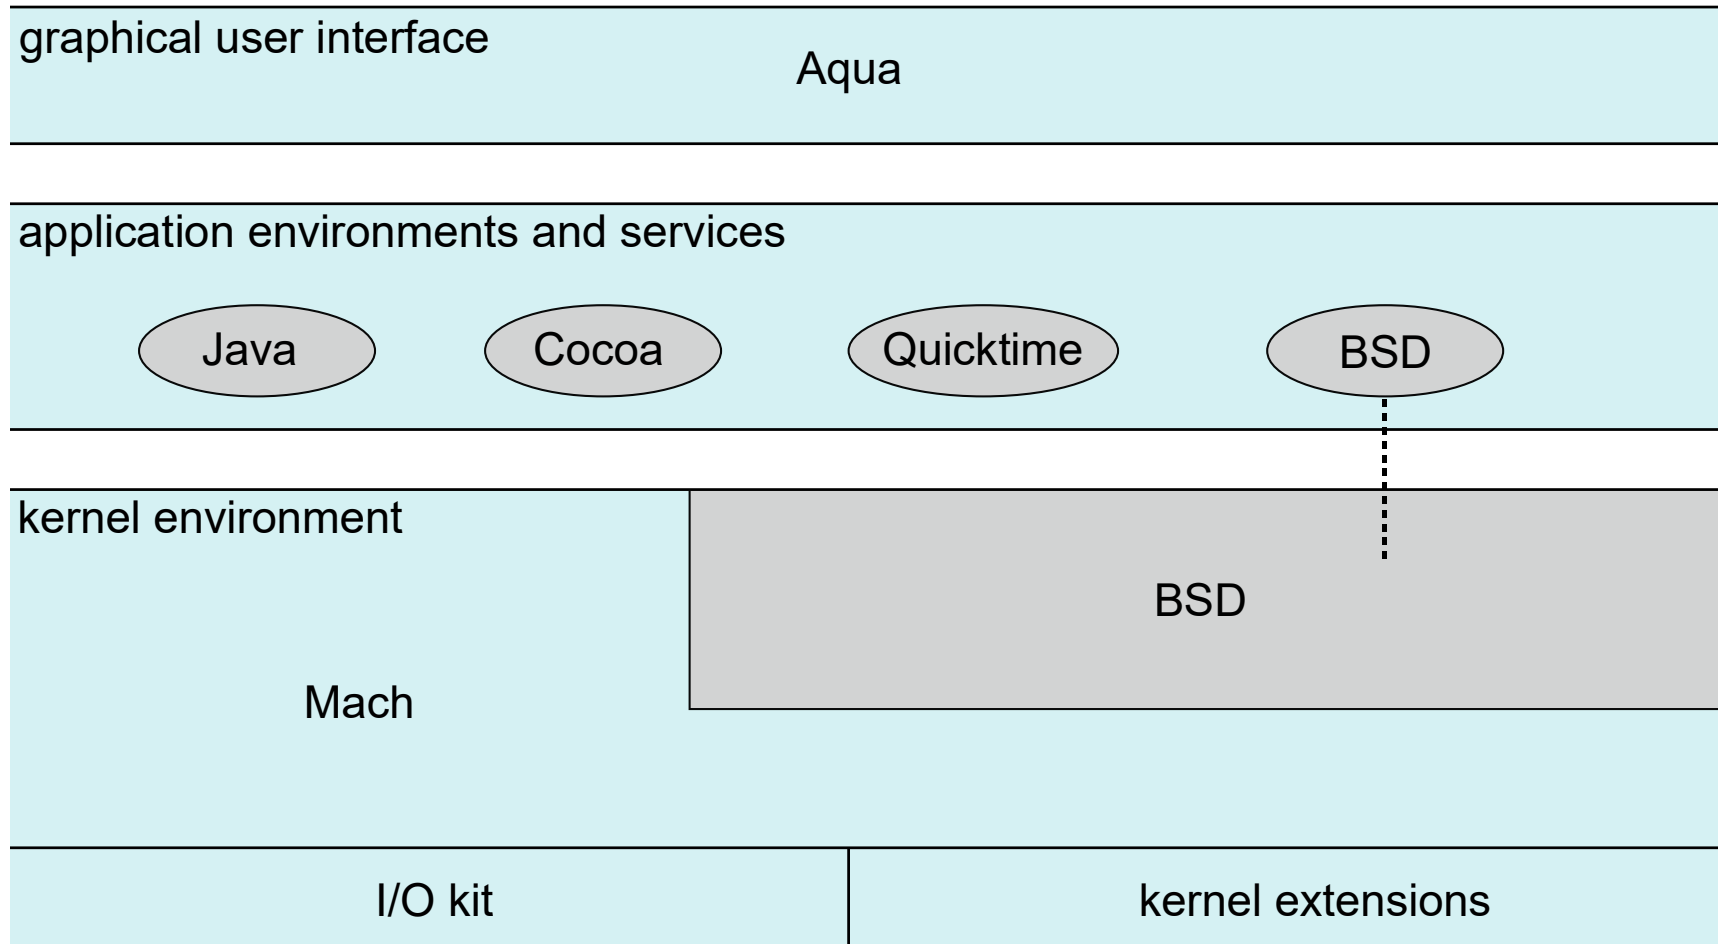 graphical user interface
Aqua
application environments and services
Java
Cocoa
Quicktime
BSD
kernel environment
BSD
Mach
I/O kit
kernel extensions